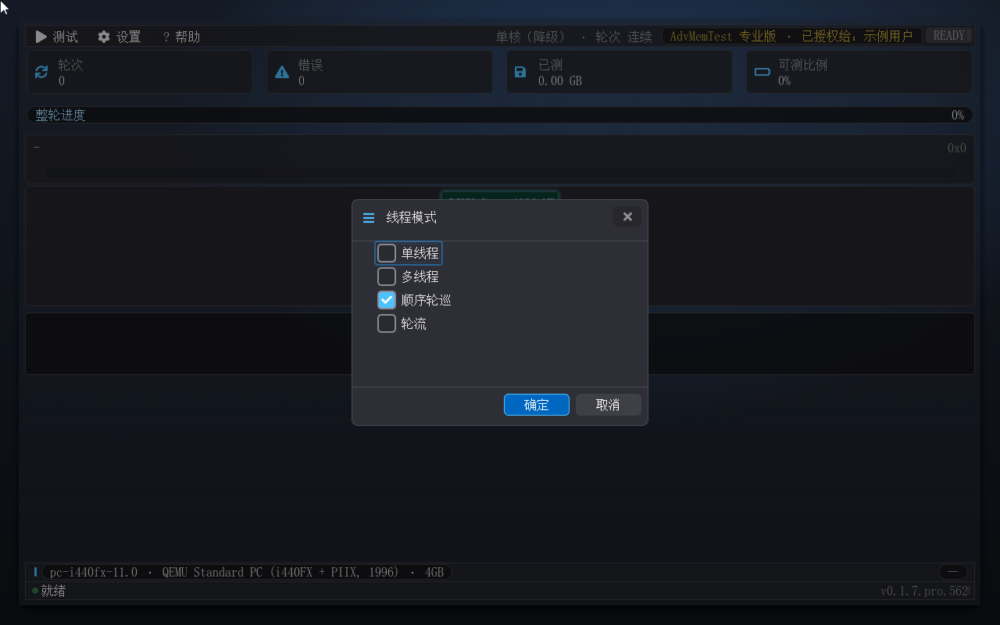 测试 设置 ? 帮助 单核（降级） · 轮次 连续 AdvMemTest 专业版 · 已授权给: 示例用户 READY
轮次 错误 已测 可测比例
0 0 0.00 GB 0%
整轮进度 0%
— 0x0
线程模式
单线程
多线程
顺序轮巡
轮流
确定 取消
pc-i440fx-11.0 · QEMU Standard PC (i440FX + PIIX, 1996) · 4GB —
就绪 v0.1.7.pro.562